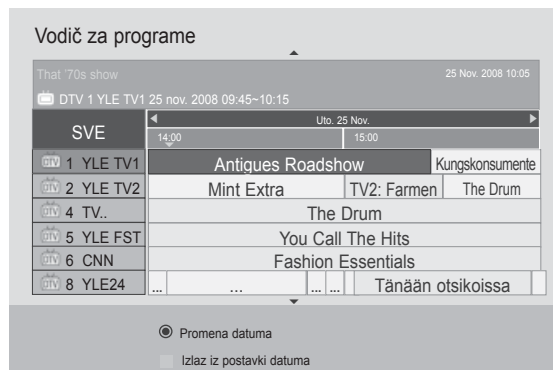 Vodič za programe
That '70s show
25 Nov. 2008 10:05
DTV 1 YLE TV1 25 nov. 2008 09:45~10:15
SVE
Uto. 25 Nov.
14:00 15:00
DTV 1 YLE TV1 Antigues Roadshow Kungskonsumente
DTV 2 YLE TV2 Mint Extra TV2: Farmen The Drum
DTV 4 TV.. The Drum
DTV 5 YLE FST You Call The Hits
DTV 6 CNN Fashion Essentials
DTV 8 YLE24 ... ... ... ... Tänään otsikoissa
Promena datuma
Izlaz iz postavki datuma